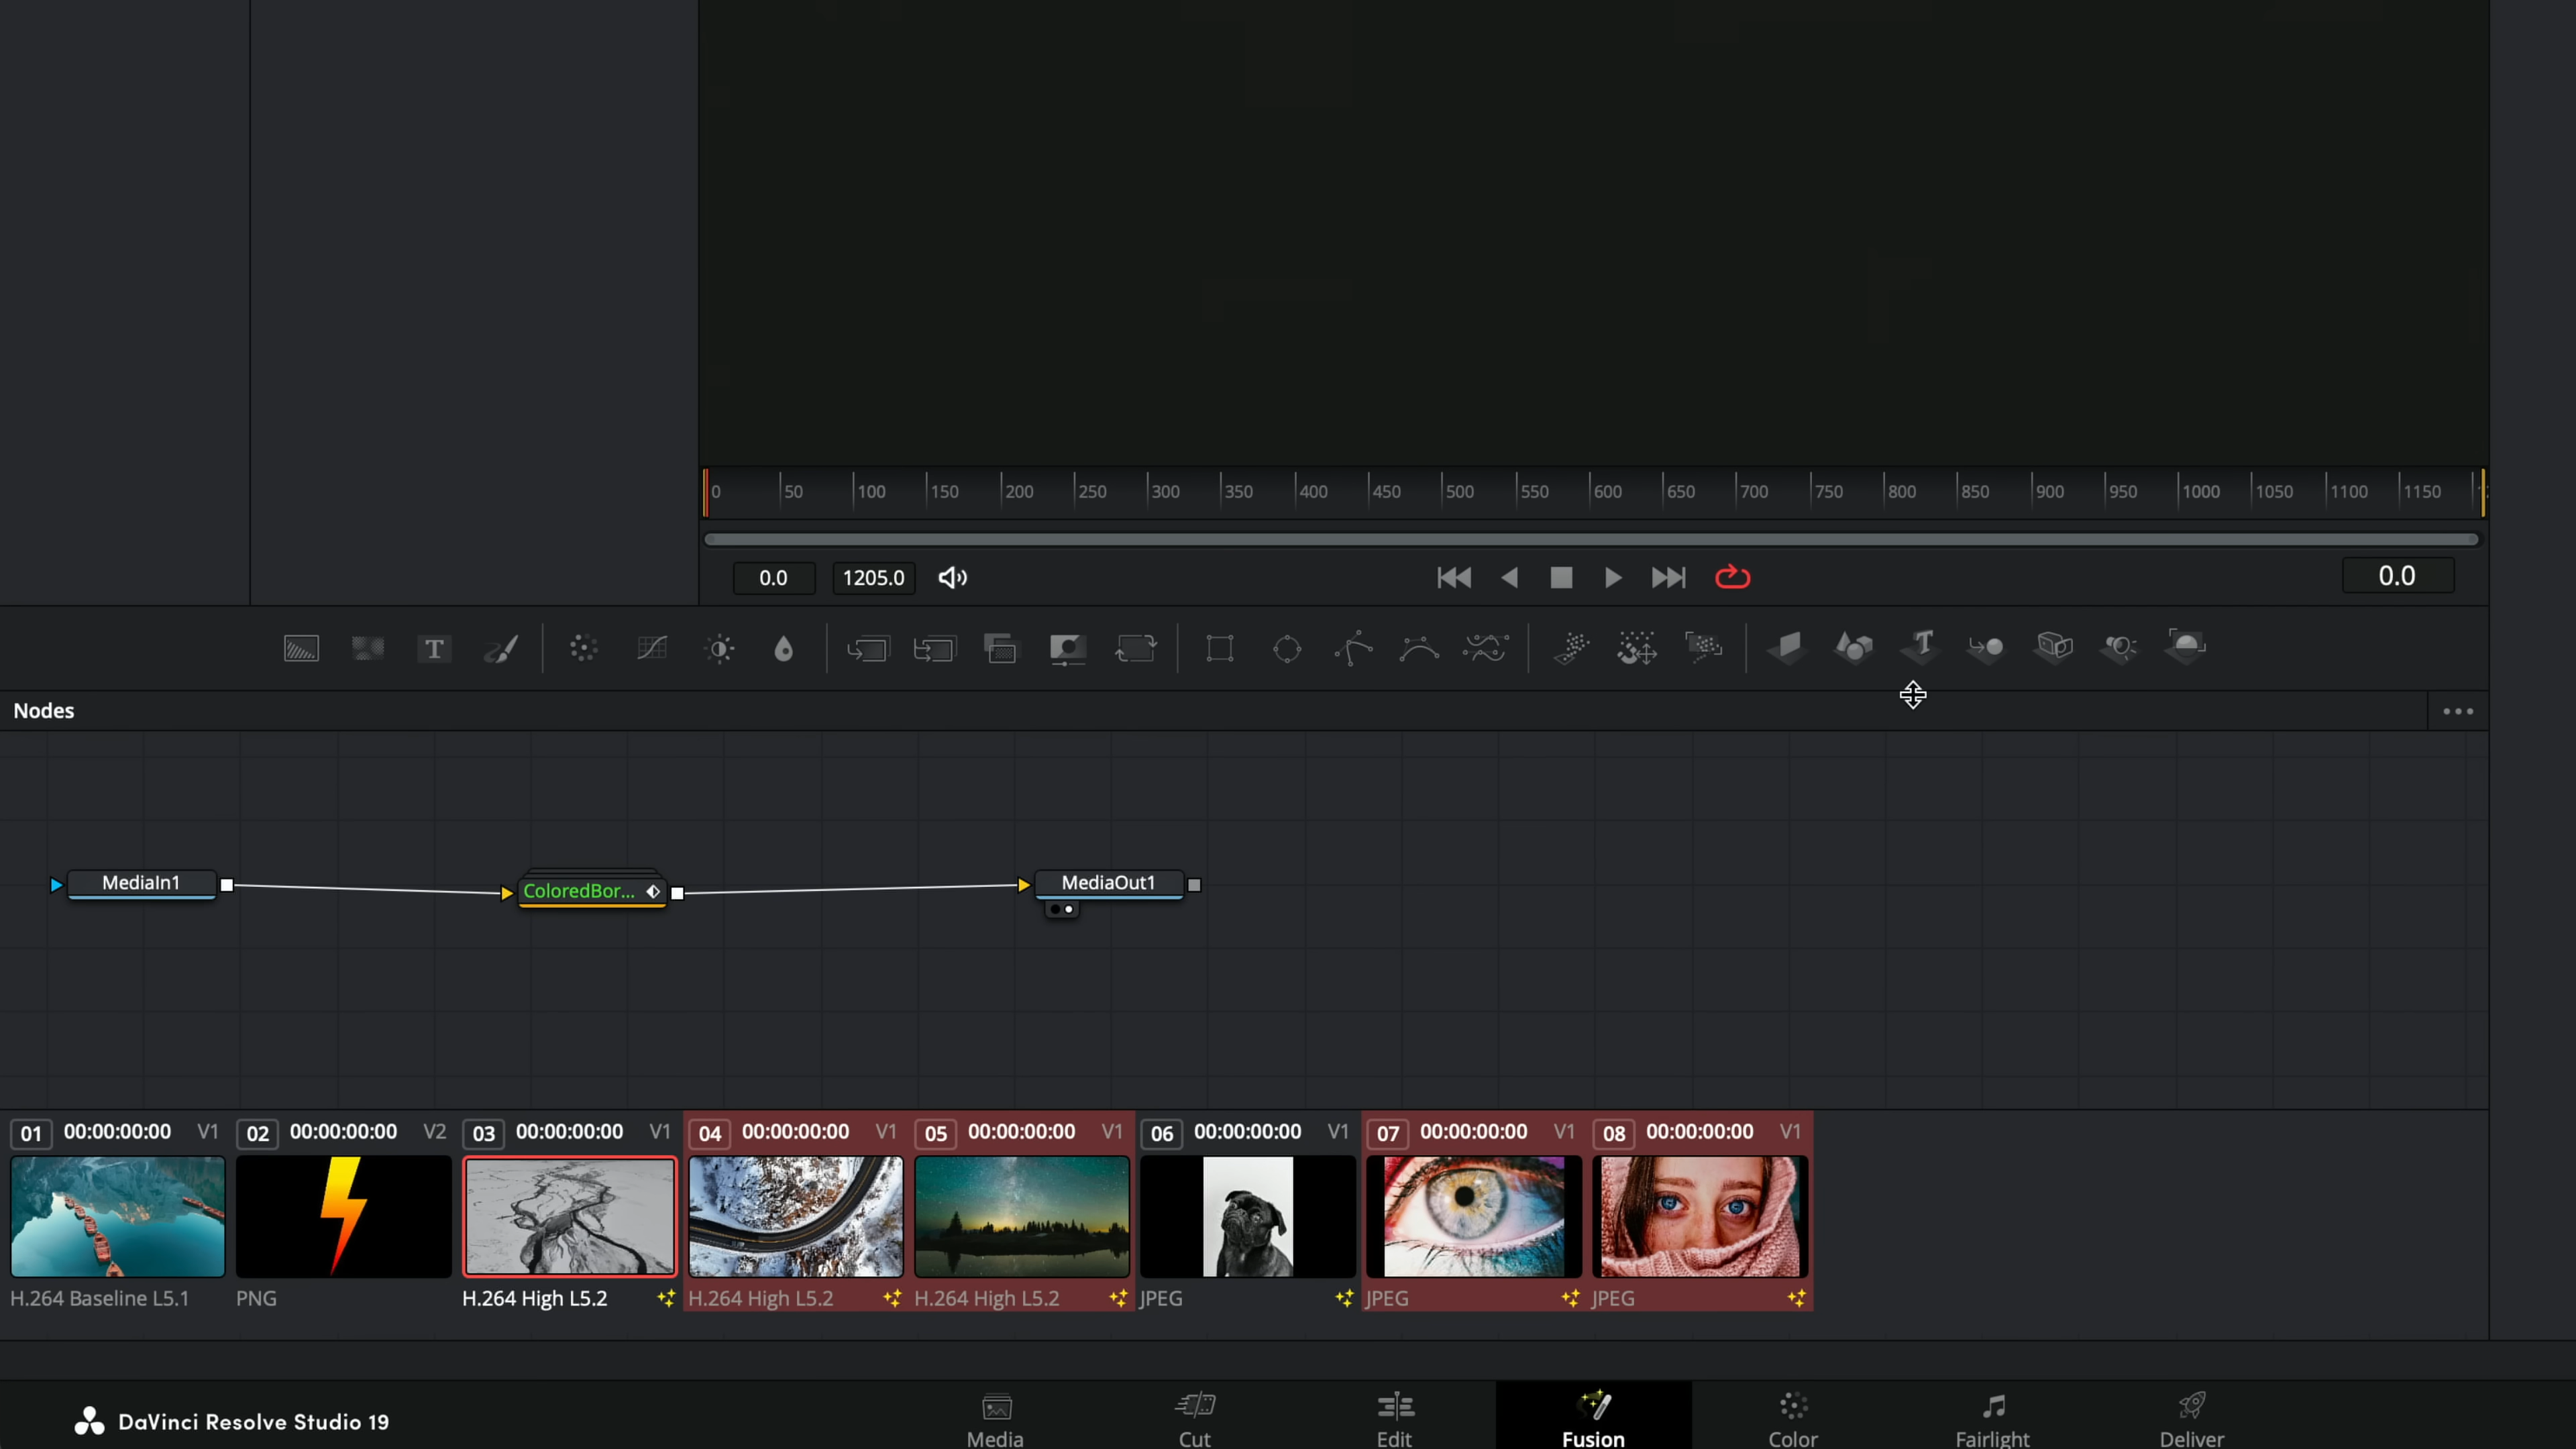 0 50 100 150 200 250 300 350 400 450 500 550 600 650 700 750 800 850 900 950 1000 1050 1100 1150
0.0 1205.0 0.0
T T
Nodes
MediaIn1 ColoredBor... MediaOut1
01 00:00:00:00 V1 02 00:00:00:00 V2 03 00:00:00:00 V1 04 00:00:00:00 V1 05 00:00:00:00 V1 06 00:00:00:00 V1 07 00:00:00:00 V1 08 00:00:00:00 V1
H.264 Baseline L5.1 PNG H.264 High L5.2 H.264 High L5.2 H.264 High L5.2 JPEG JPEG JPEG
DaVinci Resolve Studio 19
Media Cut Edit Fusion Color Fairlight Deliver